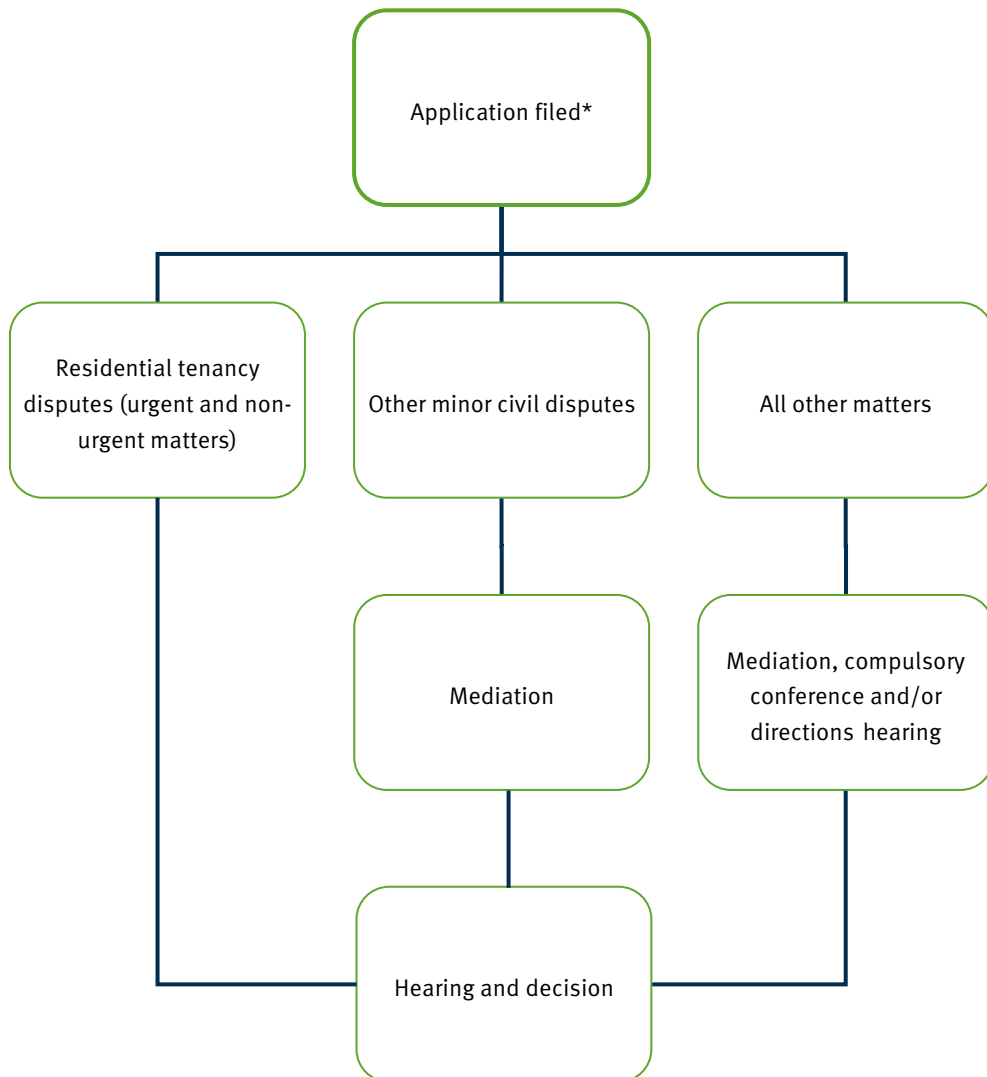 Application filed*
Residential tenancy
disputes (urgent and non-
urgent matters)
Other minor civil disputes
All other matters
Mediation
Mediation, compulsory
conference and/or
directions hearing
Hearing and decision